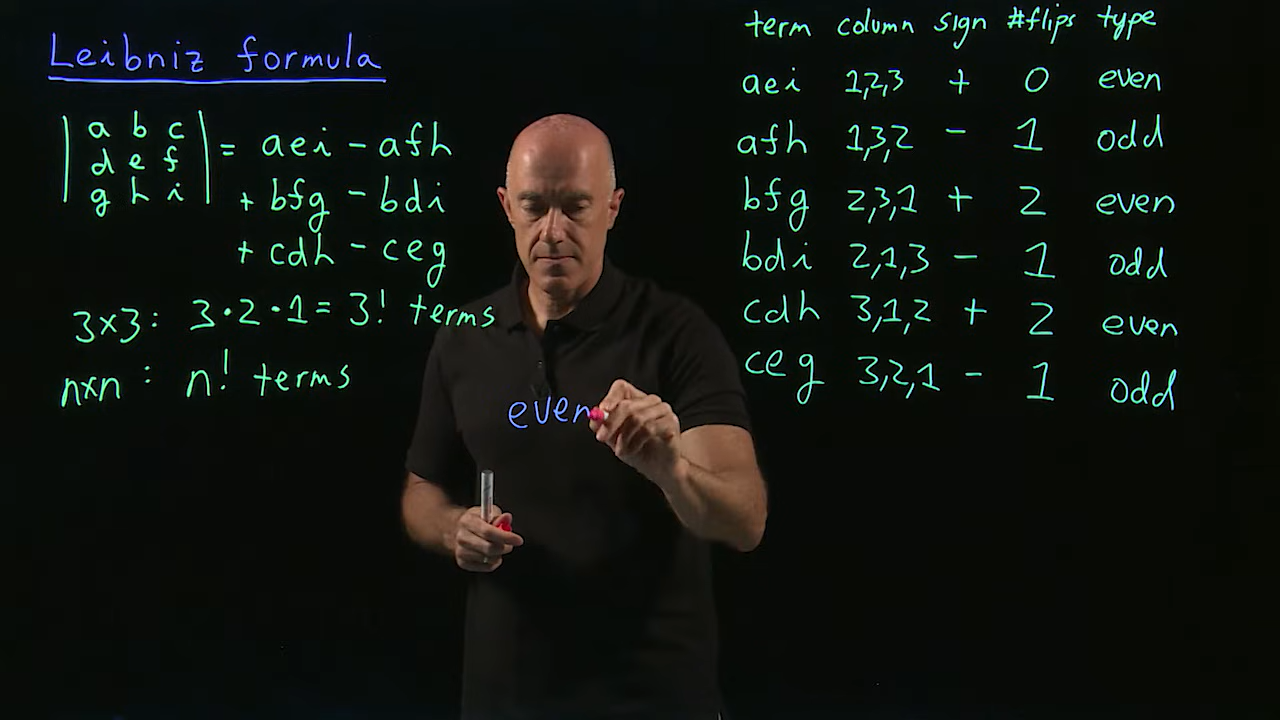 Leibniz formula
| a b c |
| d e f | = aei - afh
| g h i | + bfg - bdi
+ cdh - ceg
3x3: 3·2·1 = 3! terms
nxn: n! terms
even
term column sign #flips type
aei 1,2,3 + 0 even
afh 1,3,2 - 1 odd
bfg 2,3,1 + 2 even
bdi 2,1,3 - 1 odd
cdh 3,1,2 + 2 even
ceg 3,2,1 - 1 odd